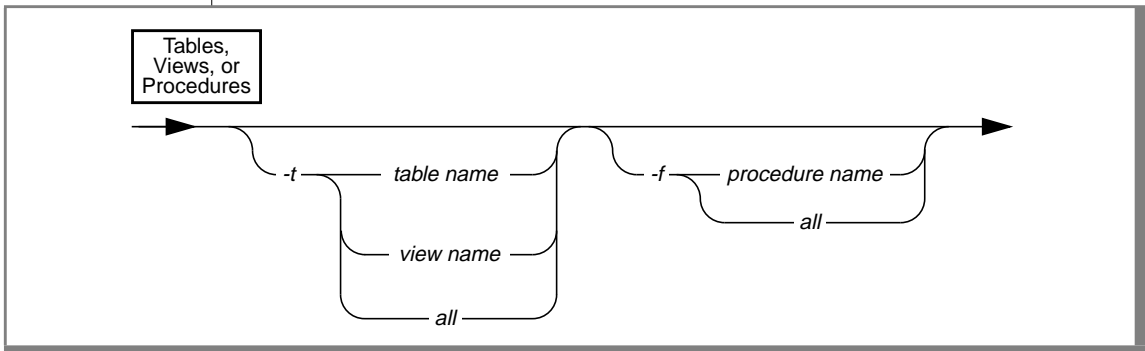 Tables,
Views, or
Procedures
-t table name -f procedure name
all
view name
all